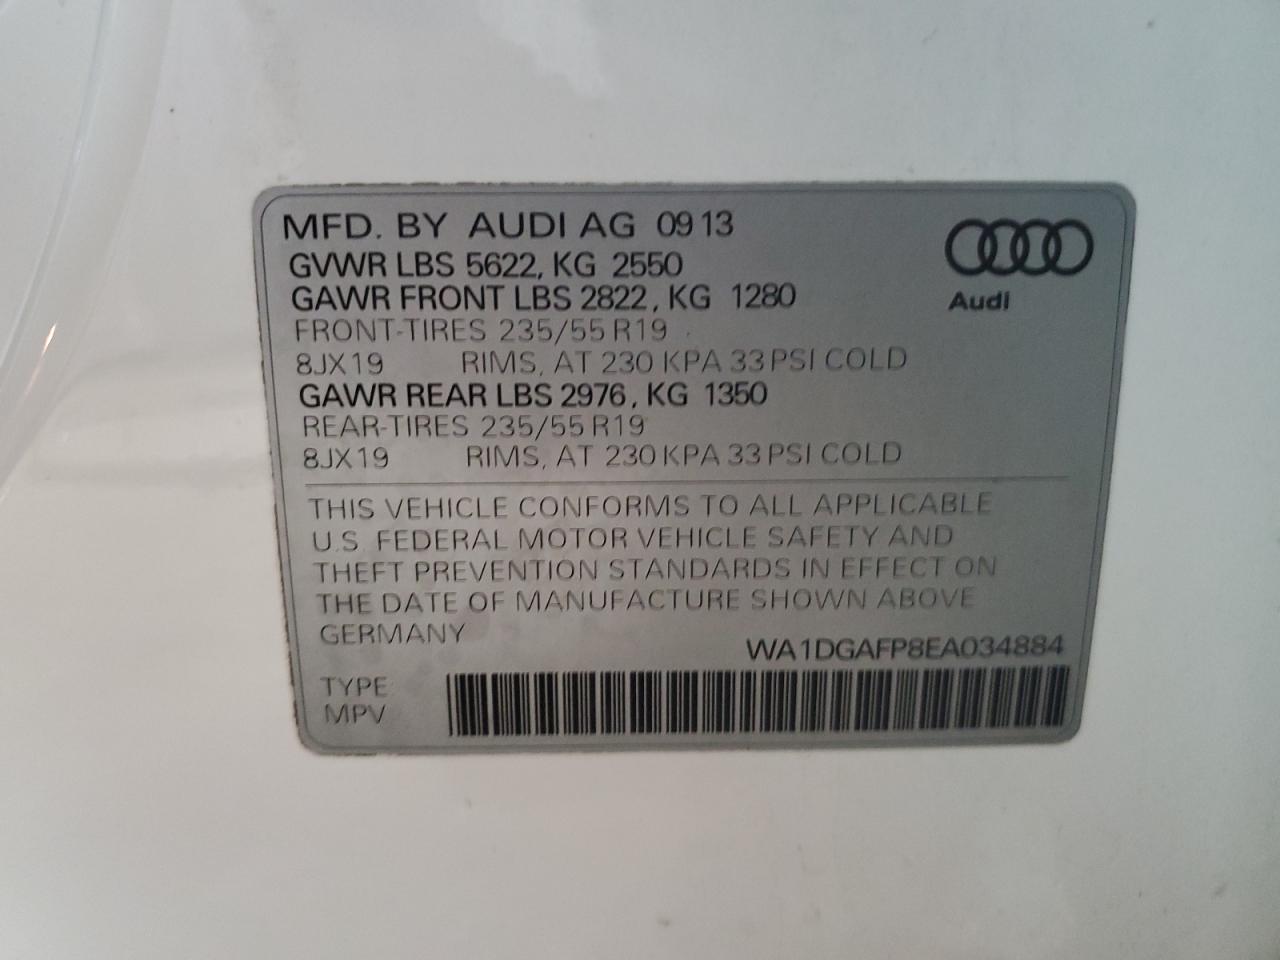 MFD. BY AUDI AG 09 13
GVWR LBS 5622, KG 2550
GAWR FRONT LBS 2822, KG 1280
FRONT-TIRES 235/55 R19
8JX19 RIMS, AT 230 KPA 33 PSI COLD
GAWR REAR LBS 2976, KG 1350
REAR-TIRES 235/55 R19
8JX19 RIMS, AT 230 KPA 33 PSI COLD
Audi
THIS VEHICLE CONFORMS TO ALL APPLICABLE
U.S. FEDERAL MOTOR VEHICLE SAFETY AND
THEFT PREVENTION STANDARDS IN EFFECT ON
THE DATE OF MANUFACTURE SHOWN ABOVE
GERMANY
WA1DGAFP8EA034884
TYPE:
MPV